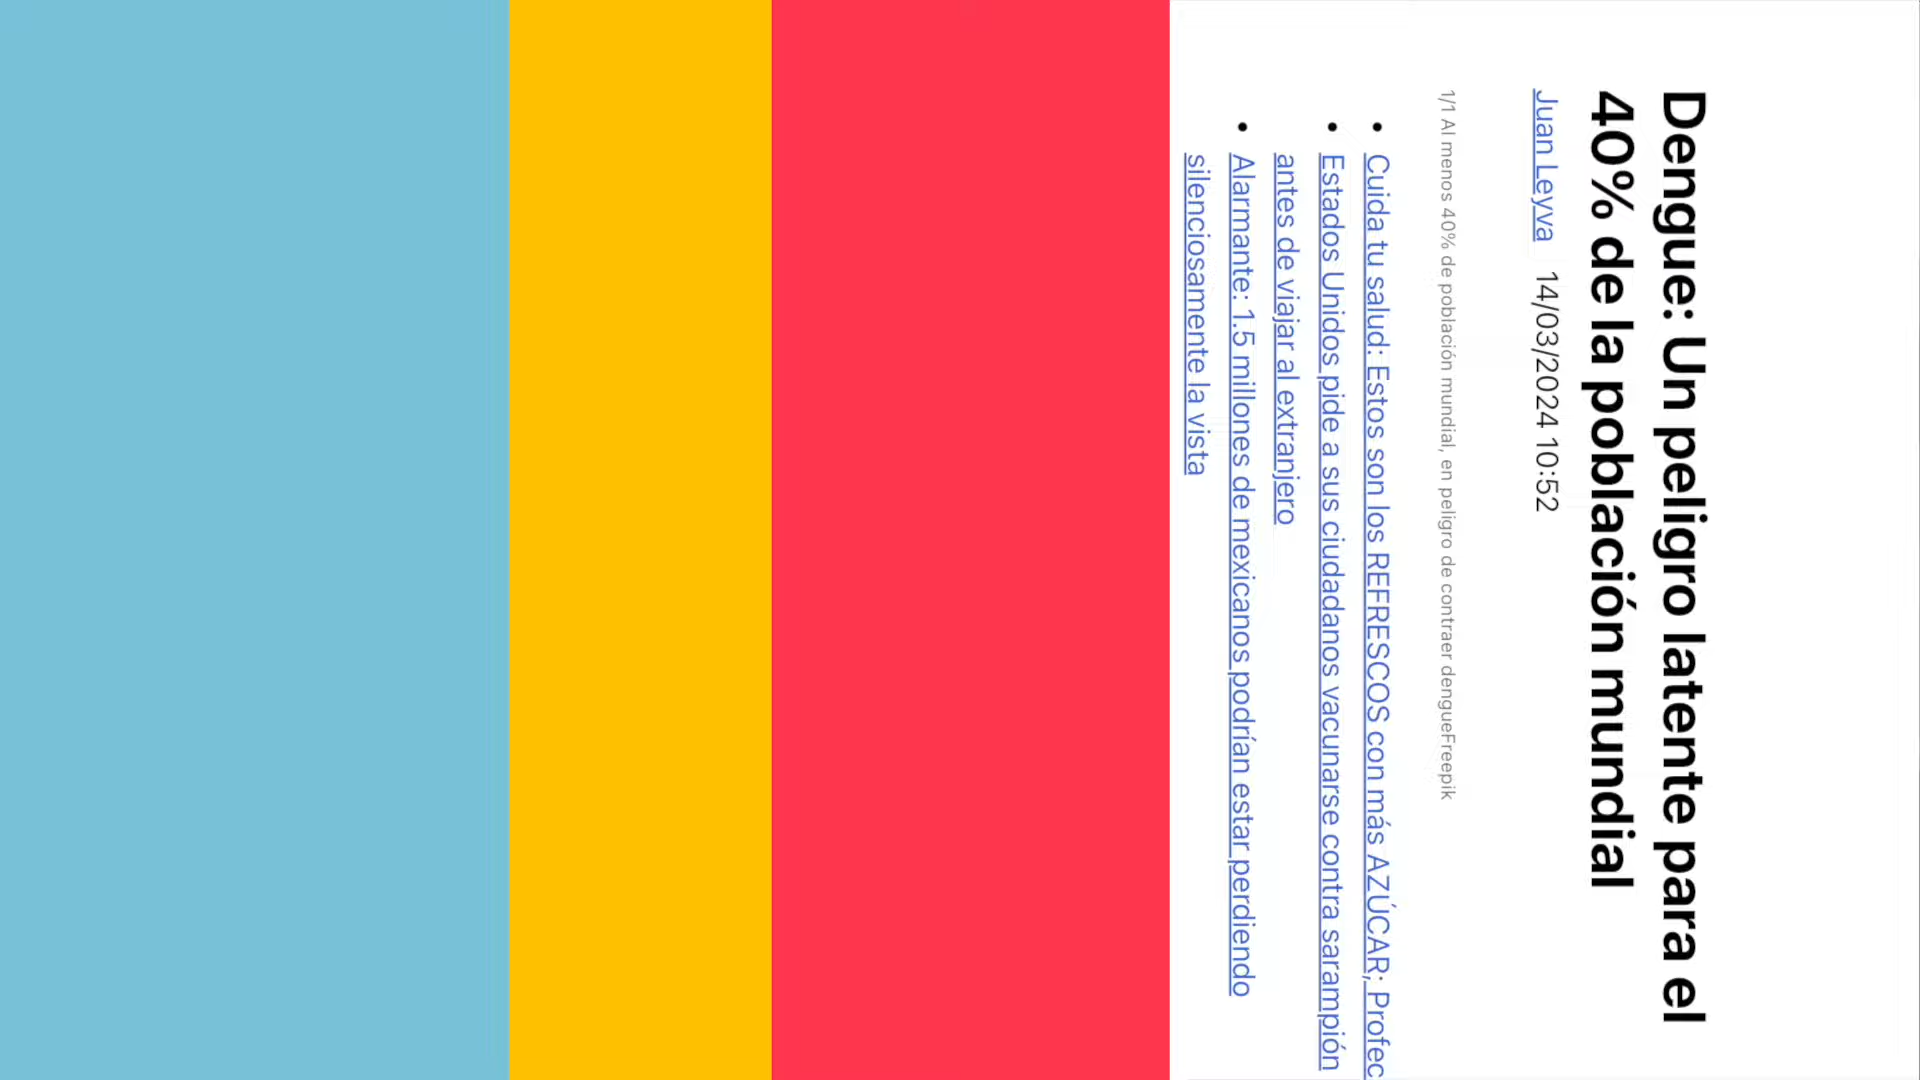 Dengue: Un peligro latente para el
40% de la población mundial
Juan Leyva 14/03/2024 10:52
1/1 Al menos 40% de población mundial, en peligro de contraer dengueFreepik
• Cuida tu salud: Estos son los REFRESCOS con más AZÚCAR; Profec
• Estados Unidos pide a sus ciudadanos vacunarse contra sarampión
antes de viajar al extranjero
• Alarmante: 1.5 millones de mexicanos podrían estar perdiendo
silenciosamente la vista